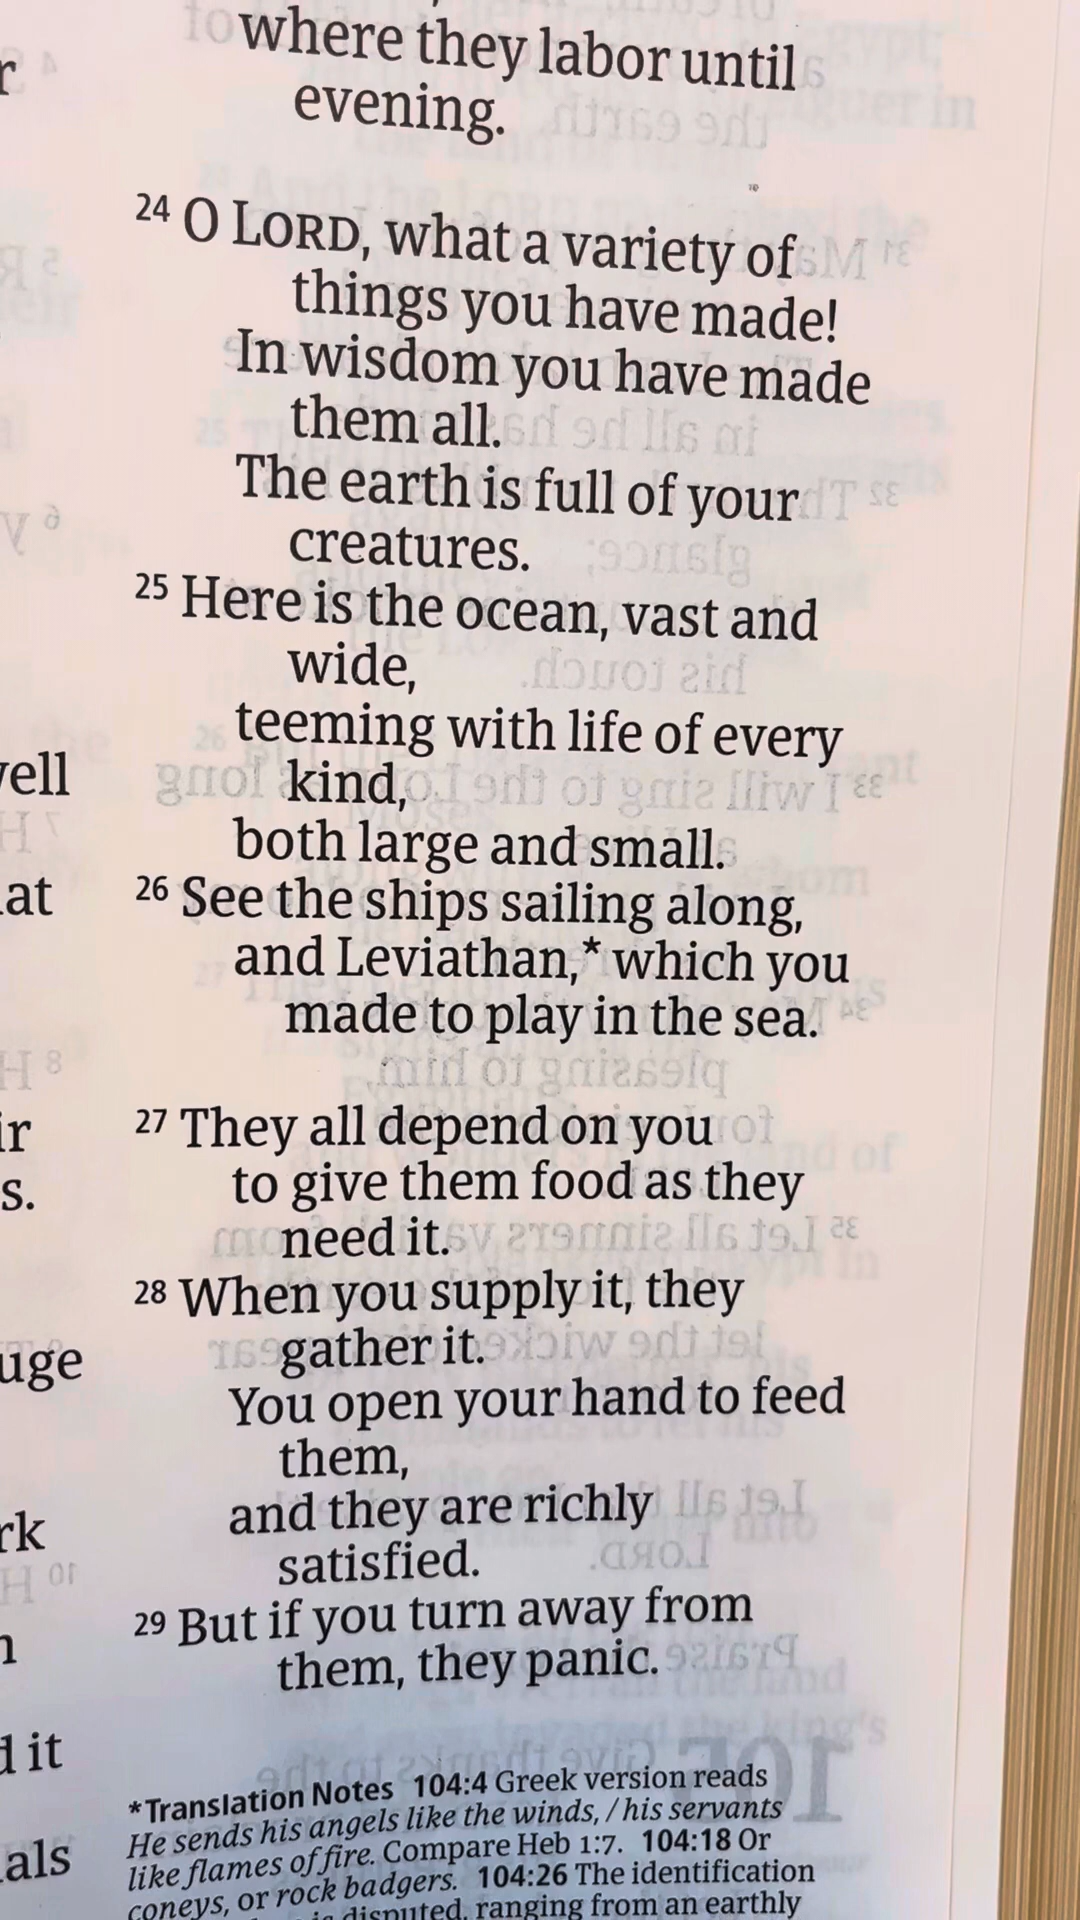 where they labor until
evening.
24 O LORD, what a variety of
things you have made!
In wisdom you have made
them all.
The earth is full of your
creatures.
25 Here is the ocean, vast and
wide,
teeming with life of every
kind,
both large and small.
26 See the ships sailing along,
and Leviathan,* which you
made to play in the sea.
27 They all depend on you
to give them food as they
need it.
28 When you supply it, they
gather it.
You open your hand to feed
them,
and they are richly
satisfied.
29 But if you turn away from
them, they panic.
*Translation Notes 104:4 Greek version reads
He sends his angels like the winds, / his servants
like flames of fire. Compare Heb 1:7. 104:18 Or
coneys, or rock badgers. 104:26 The identification
is disputed, ranging from an earthly